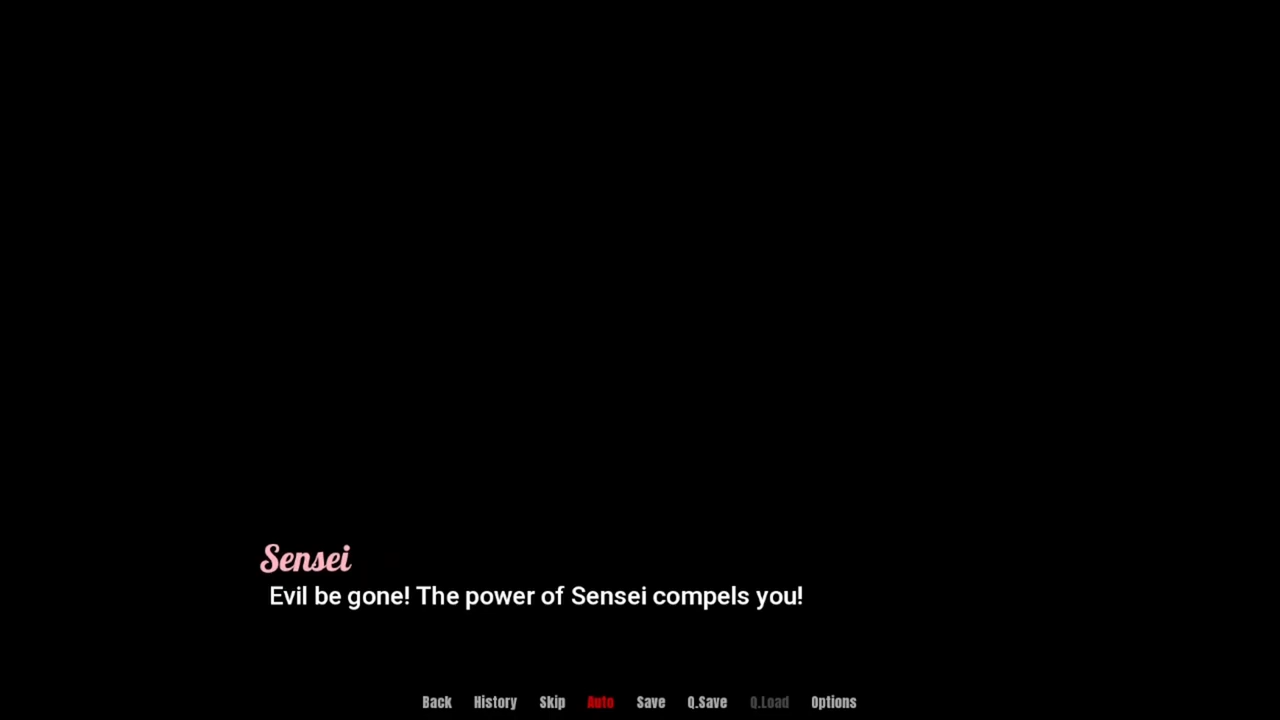 Sensei
Evil be gone! The power of Sensei compels you!
Back History Skip Auto Save Q.Save Q.Load Options